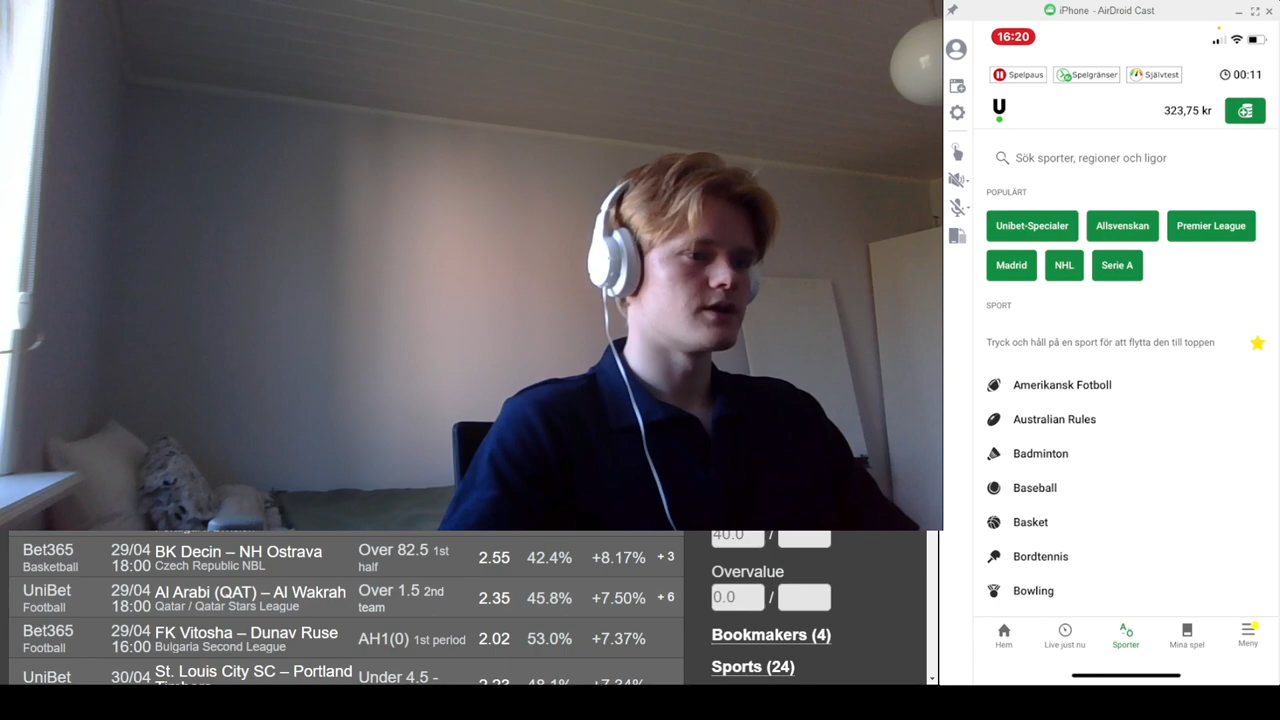 iPhone - AirDroid Cast
16:20
Spelpaus
Spelgränser
Självtest
00:11
U
323,75 kr
Sök sporter, regioner och ligor
POPULÄRT
Unibet-Specialer
Allsvenskan
Premier League
Madrid
NHL
Serie A
SPORT
Tryck och håll på en sport för att flytta den till toppen
Amerikansk Fotboll
Australian Rules
Badminton
Baseball
Basket
Bordtennis
Bowling
Hem
Live just nu
Sporter
Mina spel
Meny
Bet365
Basketball
29/04
18:00
BK Decin – NH Ostrava
Czech Republic NBL
Over 82.5 1st
half
2.55
42.4%
+8.17%
+ 3
UniBet
Football
29/04
18:00
Al Arabi (QAT) – Al Wakrah
Qatar / Qatar Stars League
Over 1.5 2nd
team
2.35
45.8%
+7.50%
+ 6
Bet365
Football
29/04
16:00
FK Vitosha – Dunav Ruse
Bulgaria Second League
AH1(0) 1st period
2.02
53.0%
+7.37%
UniBet
30/04
St. Louis City SC – Portland
Under 4.5 -
40.0 /
Overvalue
0.0 /
Bookmakers (4)
Sports (24)